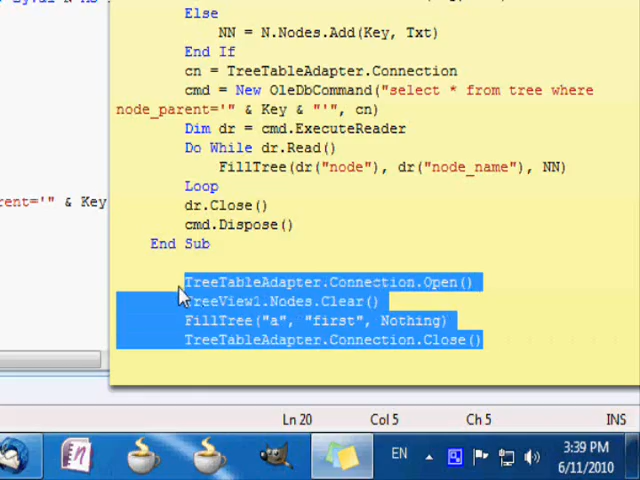 Else
NN = N.Nodes.Add(Key, Txt)
End If
cn = TreeTableAdapter.Connection
cmd = New OleDbCommand("select * from tree where
node_parent='" & Key & "'", cn)
Dim dr = cmd.ExecuteReader
Do While dr.Read()
FillTree(dr("node"), dr("node_name"), NN)
rent='" & Key
Loop
dr.Close()
cmd.Dispose()
End Sub
TreeTableAdapter.Connection.Open()
TreeView1.Nodes.Clear()
FillTree("a", "first", Nothing)
TreeTableAdapter.Connection.Close()
Ln 20 Col 5 Ch 5 INS
EN
3:39 PM
6/11/2010